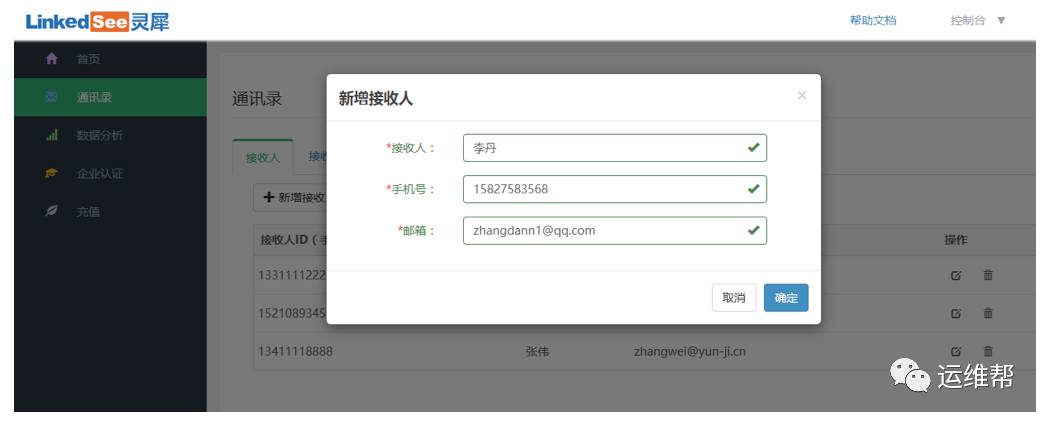 LinkedSee灵犀
帮助文档 控制台 ▼
首页
通讯录
数据分析
企业认证
充值
通讯录
接收人 接收
新增接收
接收人ID（手 操作
1331111222
1521089345
13411118888 张伟 zhangwei@yun-ji.cn
新增接收人 ×
*接收人： 李丹
*手机号： 15827583568
*邮箱： zhangdann1@qq.com
取消 确定
运维帮